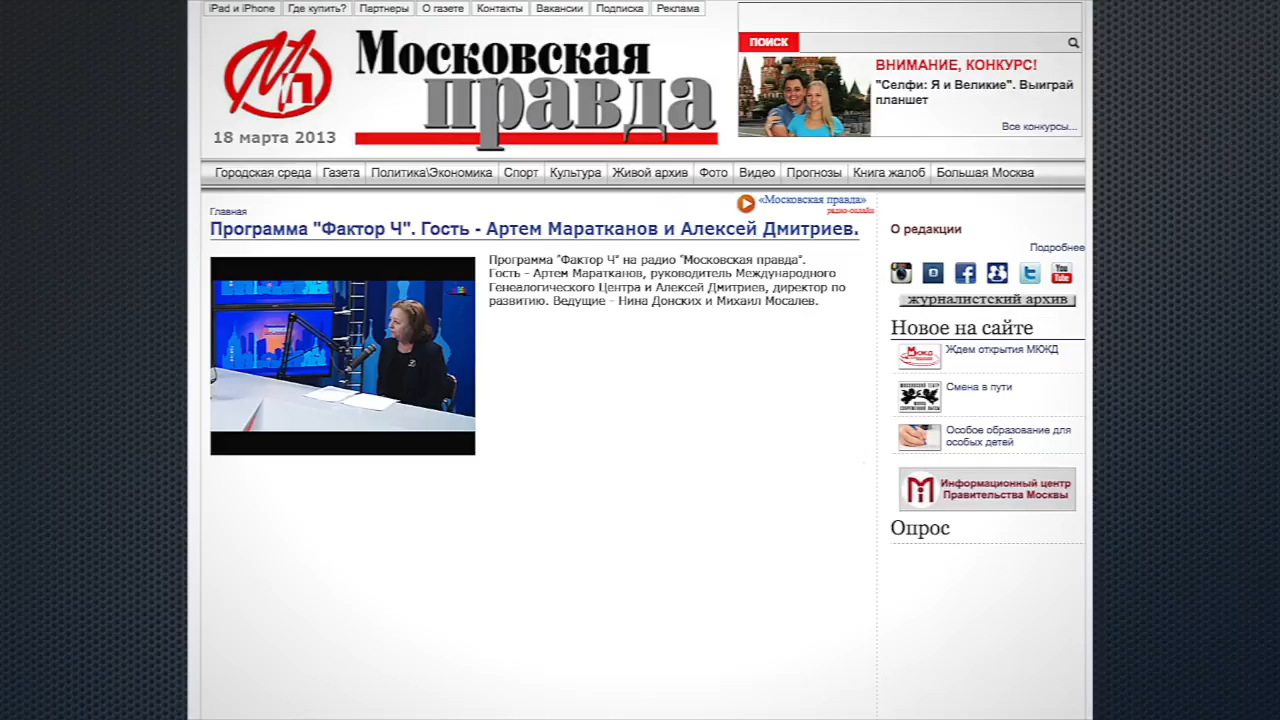 iPad и iPhone
Где купить?
Партнеры
О газете
Контакты
Вакансии
Подписка
Реклама
Московская
правда
18 марта 2013
ПОИСК
ВНИМАНИЕ, КОНКУРС!
"Селфи: Я и Великие". Выиграй
планшет
Все конкурсы...
Городская среда
Газета
Политика\Экономика
Спорт
Культура
Живой архив
Фото
Видео
Прогнозы
Книга жалоб
Большая Москва
Главная
«Московская правда»
радио-онлайн
Программа "Фактор Ч". Гость - Артем Маратканов и Алексей Дмитриев.
Программа "Фактор Ч" на радио "Московская правда".
Гость - Артем Маратканов, руководитель Международного
Генеалогического Центра и Алексей Дмитриев, директор по
развитию. Ведущие - Нина Донских и Михаил Мосалев.
О редакции
Подробнее
You
Tube
журналистский архив
Новое на сайте
Ждем открытия МЮЖД
Смена в пути
Особое образование для
особых детей
Информационный центр
Правительства Москвы
Опрос